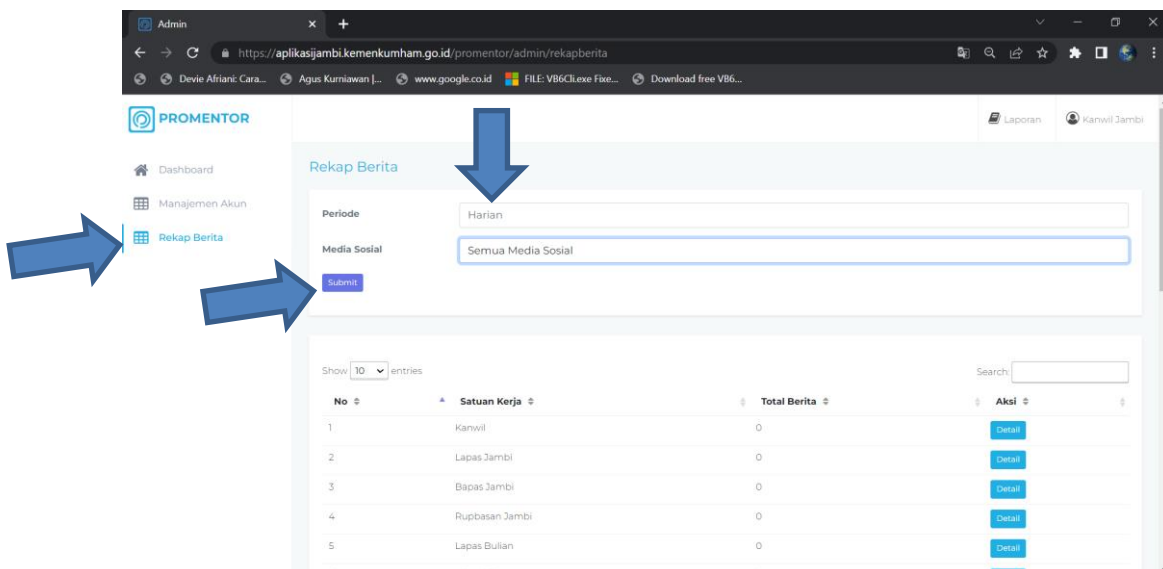 Admin
https://aplikasijambi.kemenkumham.go.id/promentor/admin/rekapberita
Devie Afriani: Cara... Agus Kurniawan |... www.google.co.id FILE: VB6Cli.exe Fixe... Download free VB6...
PROMENTOR
Laporan Kanwil Jambi
Dashboard
Manajemen Akun
Rekap Berita
Rekap Berita
Periode Harian
Media Sosial Semua Media Sosial
Submit
Show 10 entries Search:
No Satuan Kerja Total Berita Aksi
1 Kanwil 0 Detail
2 Lapas Jambi 0 Detail
3 Bapas Jambi 0 Detail
4 Rupbasan Jambi 0 Detail
5 Lapas Bulian 0 Detail